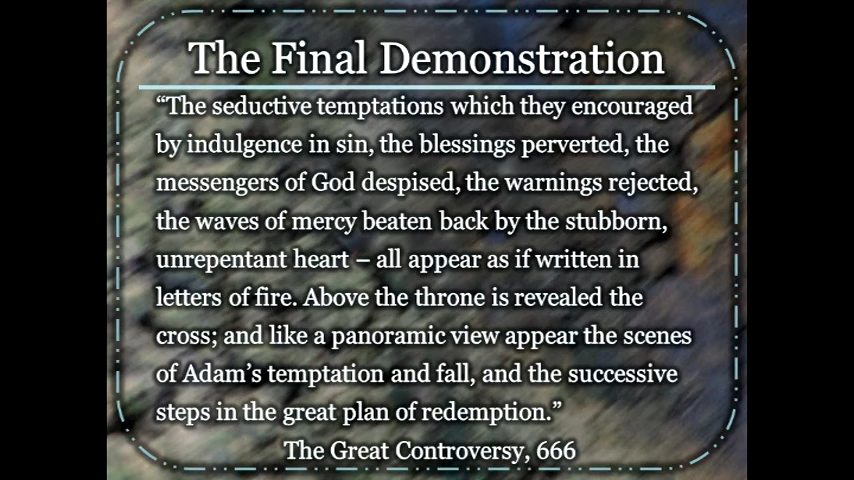 The Final Demonstration
“The seductive temptations which they encouraged
by indulgence in sin, the blessings perverted, the
messengers of God despised, the warnings rejected,
the waves of mercy beaten back by the stubborn,
unrepentant heart – all appear as if written in
letters of fire. Above the throne is revealed the
cross; and like a panoramic view appear the scenes
of Adam’s temptation and fall, and the successive
steps in the great plan of redemption.”
The Great Controversy, 666